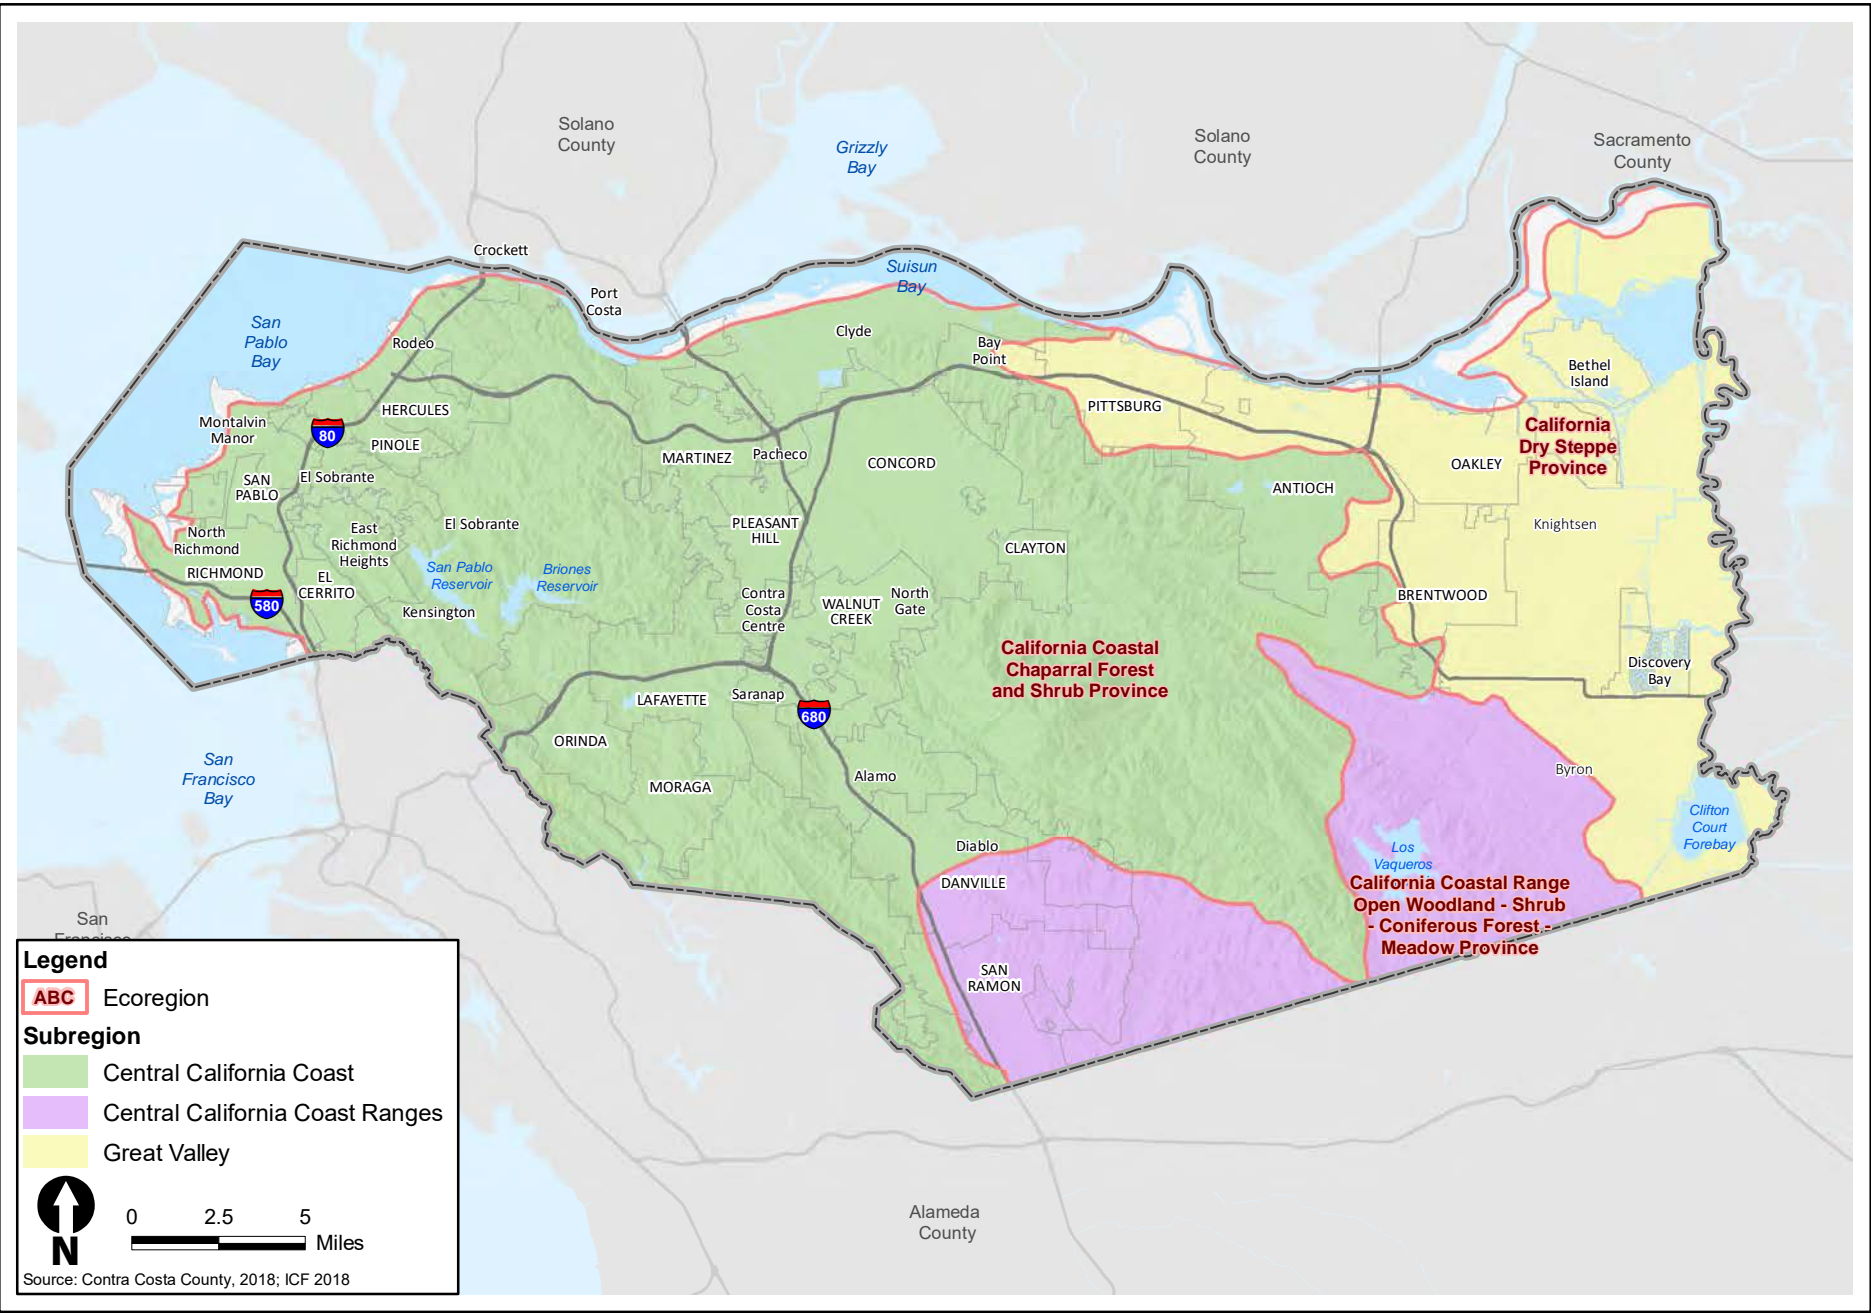 Solano
County
Grizzly
Bay
Solano
County
Sacramento
County
Crockett
Suisun
Bay
Port
Costa
San
Pablo
Bay
Rodeo
Clyde
Bay
Point
Bethel
Island
HERCULES
PITTSBURG
Montalvin
Manor
80
PINOLE
California
Dry Steppe
Province
MARTINEZ
Pacheco
CONCORD
OAKLEY
SAN
PABLO
El Sobrante
ANTIOCH
North
Richmond
East
Richmond
Heights
El Sobrante
PLEASANT
HILL
Knightsen
CLAYTON
RICHMOND
EL
CERRITO
San Pablo
Reservoir
Briones
Reservoir
580
Kensington
Contra
Costa
Centre
WALNUT
CREEK
North
Gate
BRENTWOOD
California Coastal
Chaparral Forest
and Shrub Province
Discovery
Bay
LAFAYETTE
Saranap
680
ORINDA
San
Francisco
Bay
MORAGA
Alamo
Byron
Clifton
Court
Forebay
Diablo
Los
Vaqueros
DANVILLE
California Coastal Range
Open Woodland - Shrub
- Coniferous Forest -
Meadow Province
San
Francisco
SAN
RAMON
Alameda
County
Legend
ABC
Ecoregion
Subregion
Central California Coast
Central California Coast Ranges
Great Valley
N
0 2.5 5
Miles
Source: Contra Costa County, 2018; ICF 2018